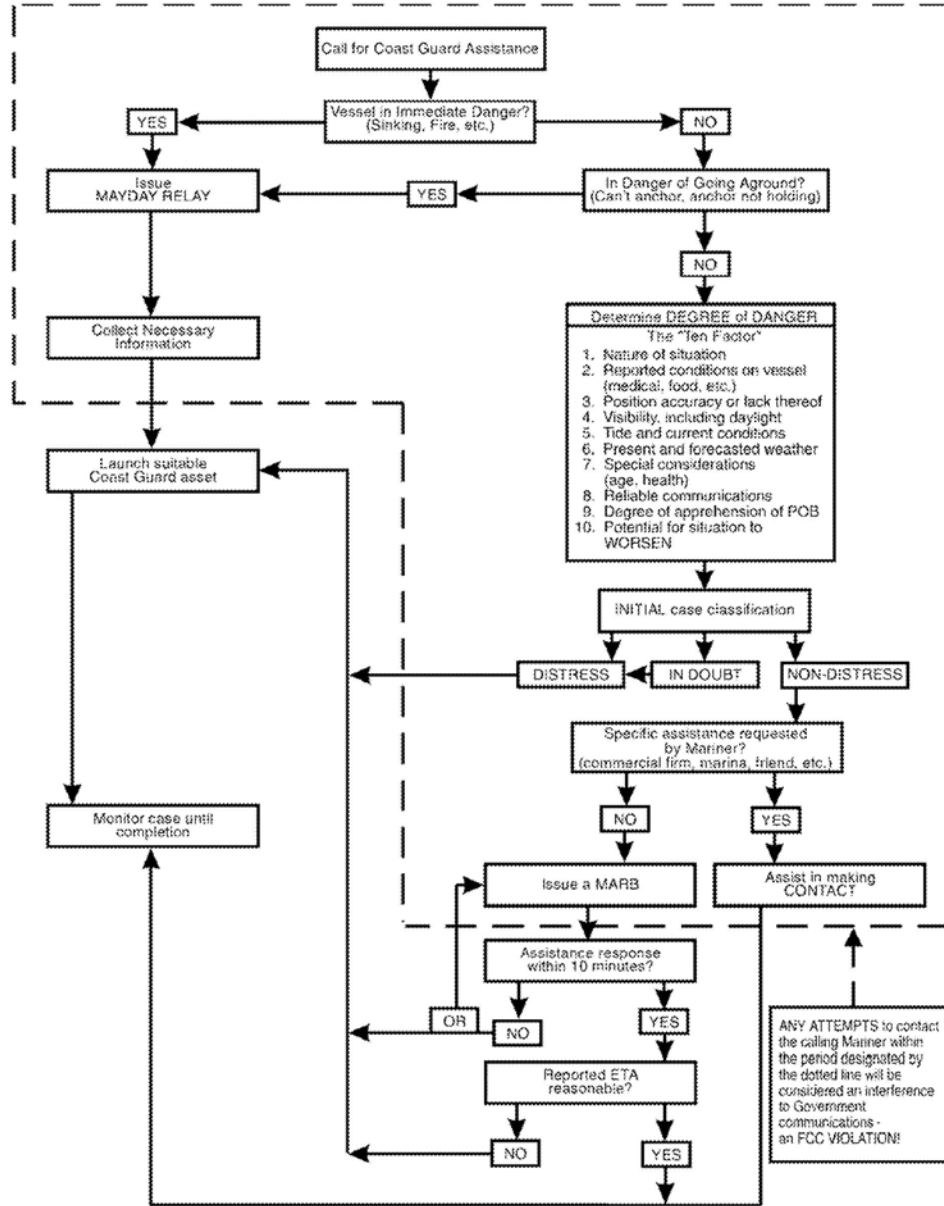 Call for Coast Guard Assistance
Vessel in Immediate Danger?
(Sinking, Fire, etc.)
YES
NO
Issue
MAYDAY RELAY
YES
In Danger of Going Aground?
(Can't anchor, anchor not holding)
NO
Collect Necessary
Information
Determine DEGREE of DANGER
The "Ten Factor"
1. Nature of situation
2. Reported conditions on vessel
(medical, food, etc.)
3. Position accuracy or lack thereof
4. Visibility, including daylight
5. Tide and current conditions
6. Present and forecasted weather
7. Special considerations
(age, health)
8. Reliable communications
9. Degree of apprehension of POB
10. Potential for situation to
WORSEN
Launch suitable
Coast Guard asset
INITIAL case classification
DISTRESS
IN DOUBT
NON-DISTRESS
Specific assistance requested
by Mariner?
(commercial firm, marina, friend, etc.)
NO
YES
Monitor case until
completion
Issue a MARB
Assist in making
CONTACT
Assistance response
within 10 minutes?
OR
NO
YES
Reported ETA
reasonable?
NO
YES
ANY ATTEMPTS to contact
the calling Mariner within
the period designated by
the dotted line will be
considered an interference
to Government
communications -
an FCC VIOLATION!